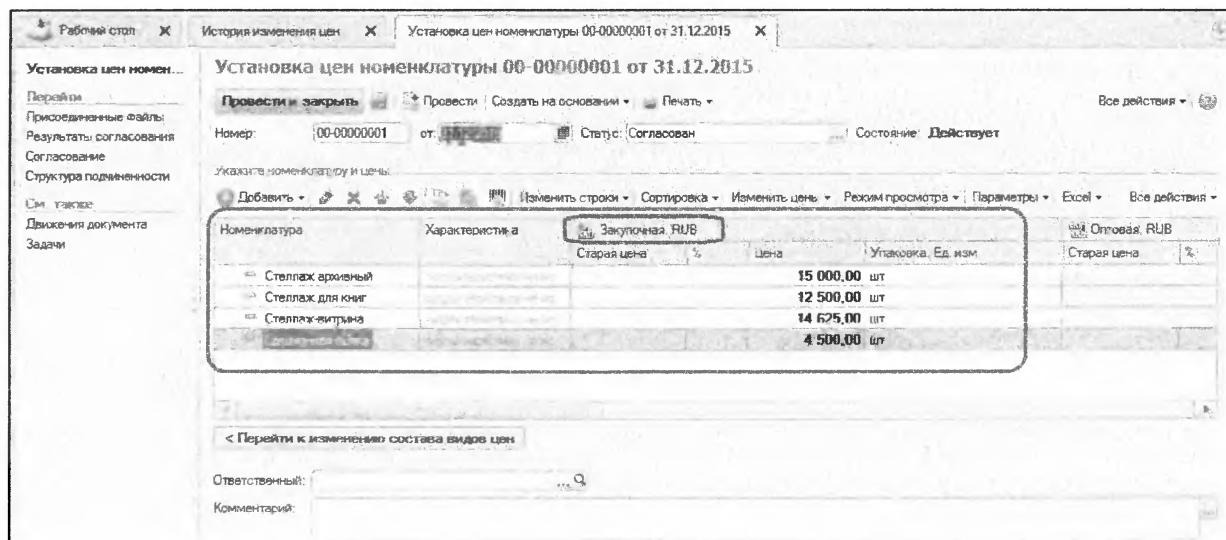 Рабочий стол История изменения цен Установка цен номенклатуры 00-00000001 от 31.12.2015
Установка цен номен...
Перейти
Присоединенные файлы
Результаты согласования
Согласование
Структура подчиненности
См. также
Движения документа
Задачи
Установка цен номенклатуры 00-00000001 от 31.12.2015
Провести и закрыть Провести Создать на основании Печать Все действия
Номер: 00-00000001 от: Статус: Согласован ... Состояние: Действует
Укажите номенклатуру и цены:
Добавить Изменить строки Сортировка Изменить цены Режим просмотра Параметры Excel Все действия
Номенклатура Характеристика Закупочная, RUB Оптовая, RUB
Старая цена % Цена Упаковка, Ед. изм Старая цена %
Стеллаж архивный 15 000,00 шт
Стеллаж для книг 12 500,00 шт
Стеллаж-витрина 14 625,00 шт
4 500,00 шт
< Перейти к изменению состава видов цен
Ответственный: ...
Комментарий: